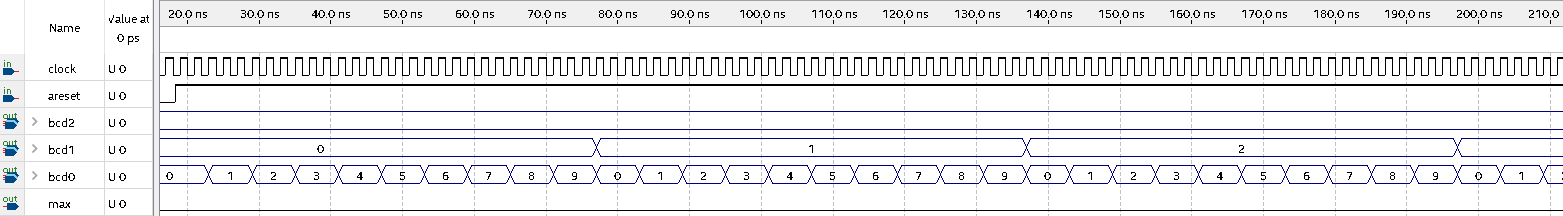 Name Value at 0 ps 20.0 ns 30.0 ns 40.0 ns 50.0 ns 60.0 ns 70.0 ns 80.0 ns 90.0 ns 100.0 ns 110.0 ns 120.0 ns 130.0 ns 140.0 ns 150.0 ns 160.0 ns 170.0 ns 180.0 ns 190.0 ns 200.0 ns 210.0
in clock U 0
in areset U 0
out bcd2 U 0
out bcd1 U 0 0 1 2
out bcd0 U 0 0 1 2 3 4 5 6 7 8 9 0 1 2 3 4 5 6 7 8 9 0 1 2 3 4 5 6 7 8 9 0 1
out max U 0